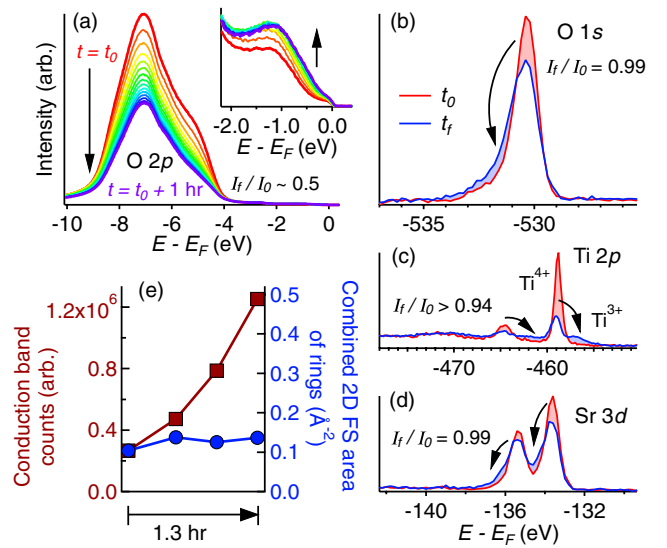 (a)
t = t0
Intensity (arb.)
O 2p
t = t0 + 1 hr
If / I0 ~ 0.5
-10 -8 -6 -4 -2 0
E - EF (eV)
-2.0 -1.0 0.0
E - EF (eV)
(b)
O 1s
If / I0 = 0.99
t0
tf
-535 -530
(c)
Ti 2p
Ti4+
If / I0 > 0.94
Ti3+
-470 -460
(d)
Sr 3d
If / I0 = 0.99
-140 -136 -132
E - EF (eV)
(e)
Conduction band
counts (arb.)
1.2x10^6
0.8
0.4
0.0
0.5
0.4
0.3
0.2
0.1
0.0
Combined 2D FS area
of rings (Å-2)
1.3 hr